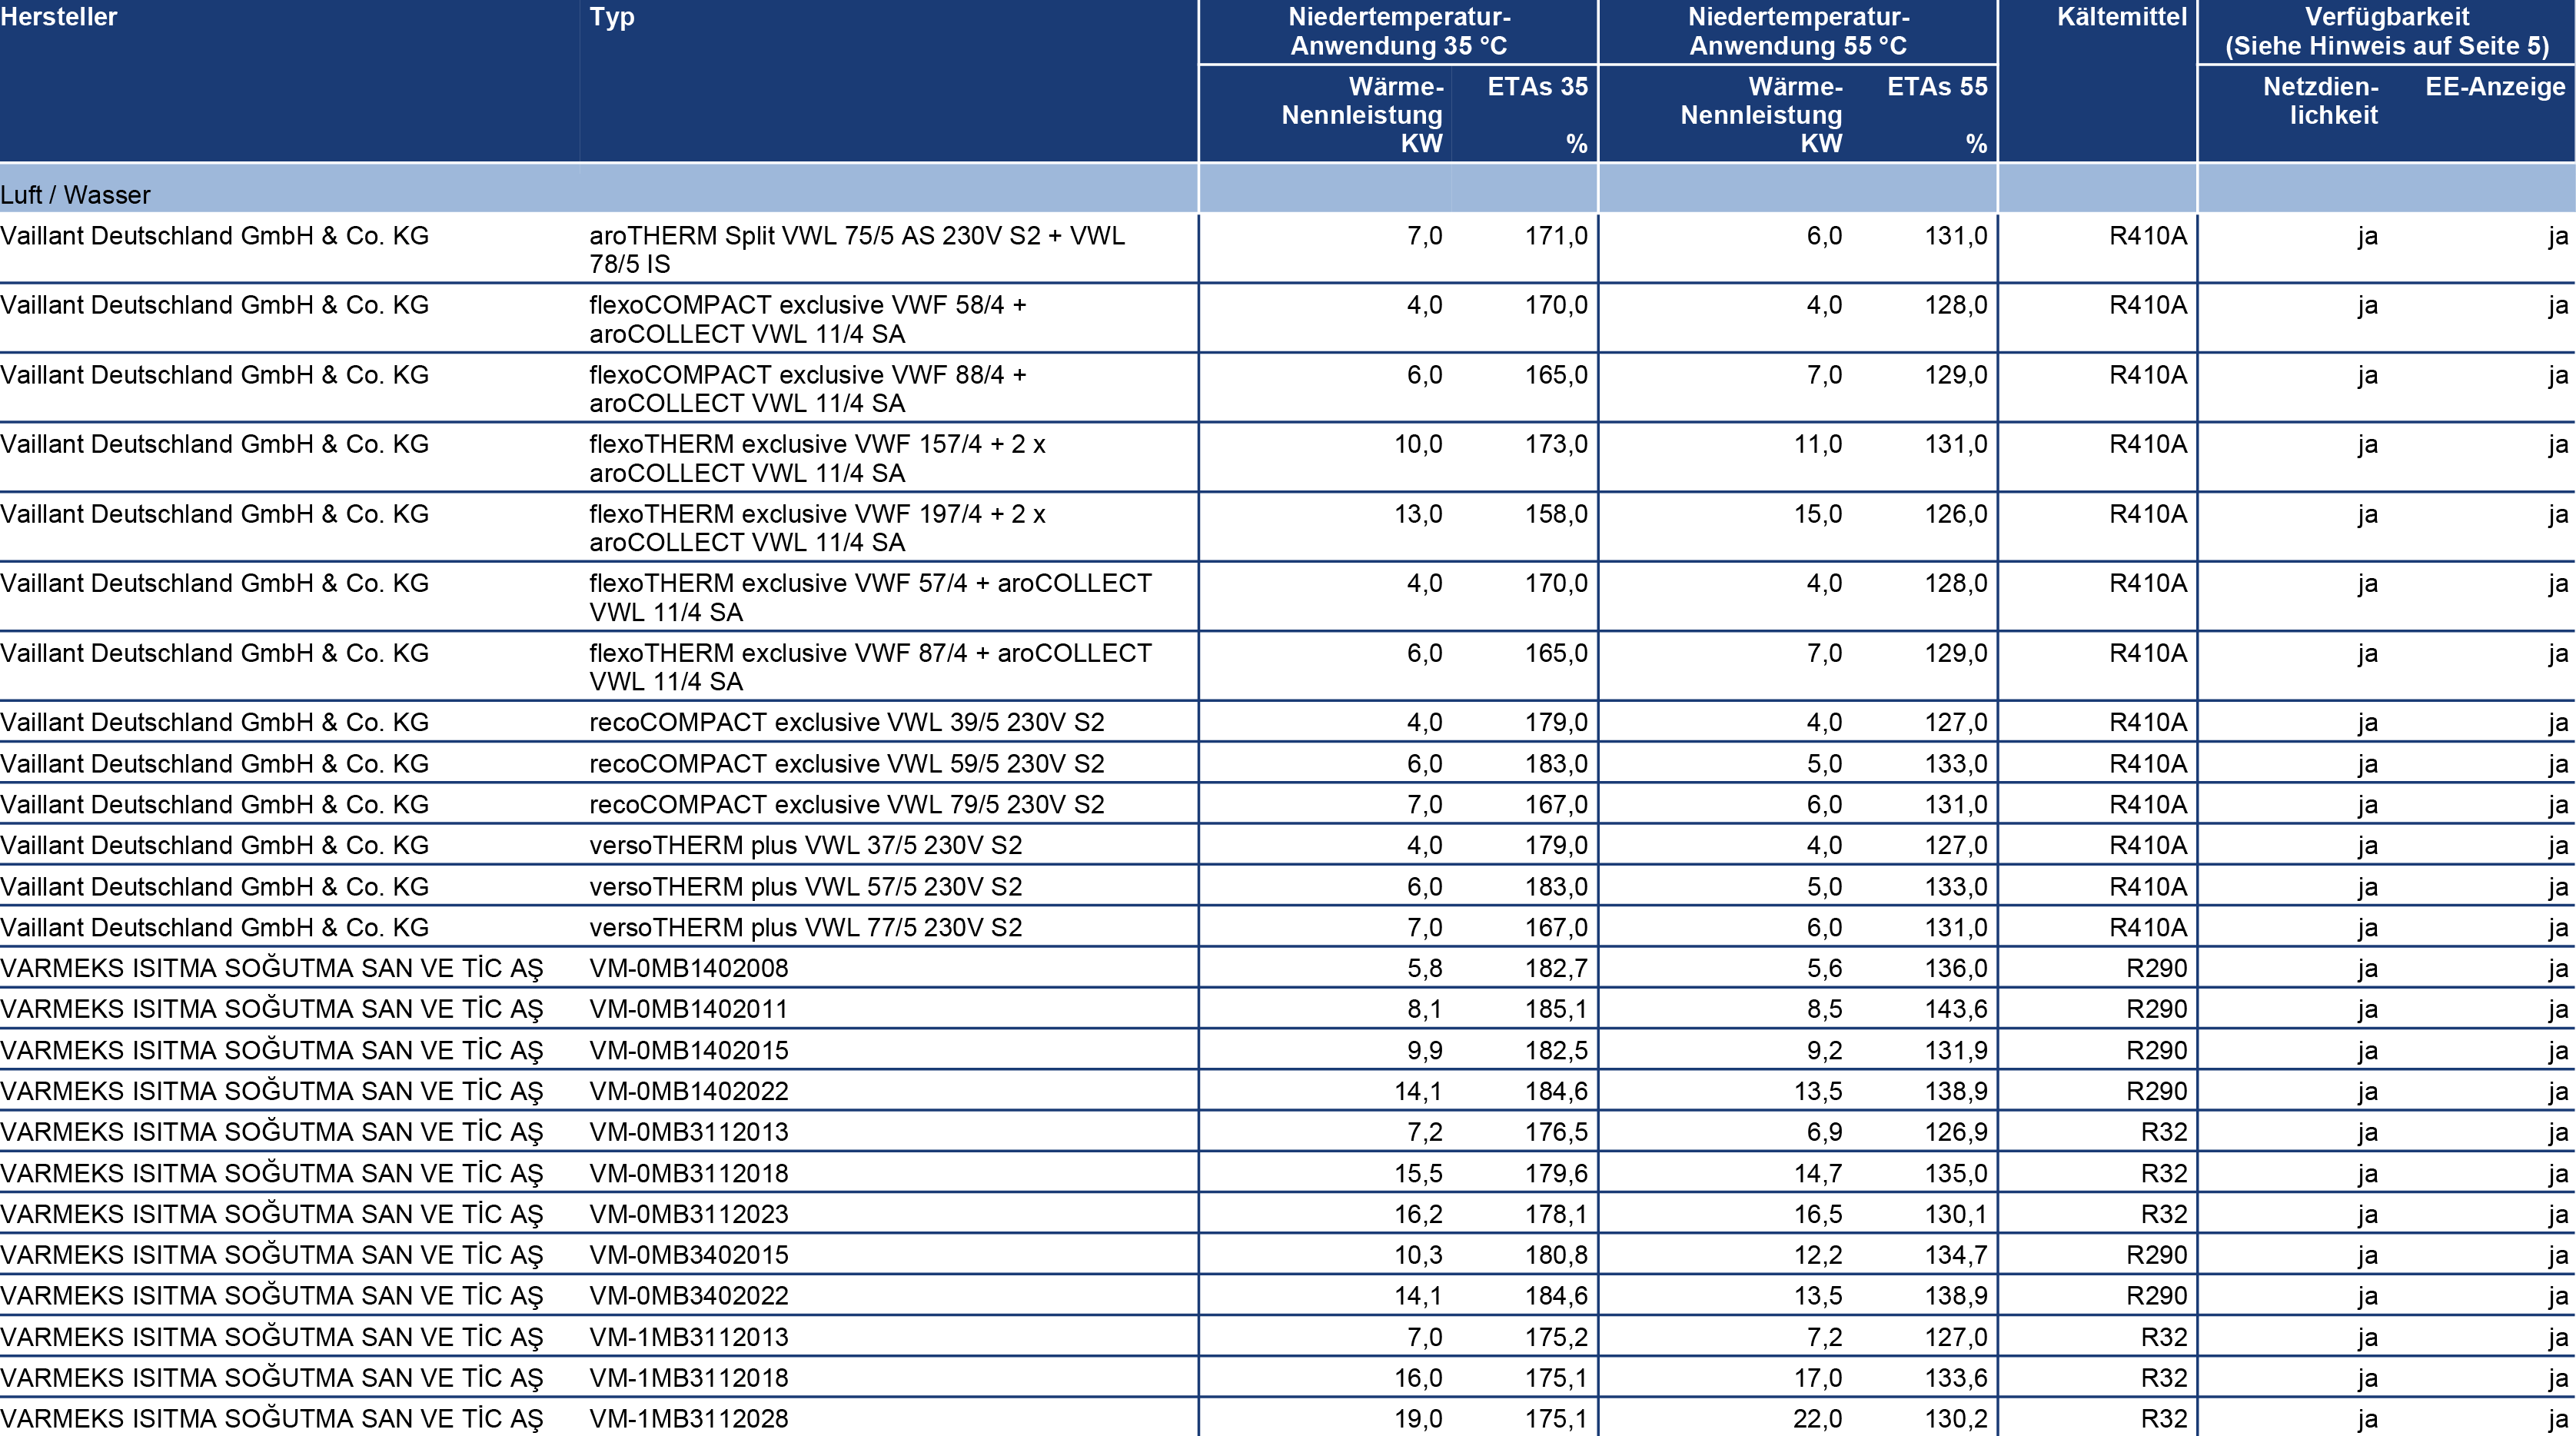 Hersteller Typ Niedertemperatur- Niedertemperatur- Kältemittel Verfügbarkeit
Anwendung 35 °C Anwendung 55 °C (Siehe Hinweis auf Seite 5)
Wärme- ETAs 35 Wärme- ETAs 55 Netzdien- EE-Anzeige
Nennleistung Nennleistung lichkeit
KW % KW %
Luft / Wasser
Vaillant Deutschland GmbH & Co. KG aroTHERM Split VWL 75/5 AS 230V S2 + VWL 7,0 171,0 6,0 131,0 R410A ja ja
78/5 IS
Vaillant Deutschland GmbH & Co. KG flexoCOMPACT exclusive VWF 58/4 + 4,0 170,0 4,0 128,0 R410A ja ja
aroCOLLECT VWL 11/4 SA
Vaillant Deutschland GmbH & Co. KG flexoCOMPACT exclusive VWF 88/4 + 6,0 165,0 7,0 129,0 R410A ja ja
aroCOLLECT VWL 11/4 SA
Vaillant Deutschland GmbH & Co. KG flexoTHERM exclusive VWF 157/4 + 2 x 10,0 173,0 11,0 131,0 R410A ja ja
aroCOLLECT VWL 11/4 SA
Vaillant Deutschland GmbH & Co. KG flexoTHERM exclusive VWF 197/4 + 2 x 13,0 158,0 15,0 126,0 R410A ja ja
aroCOLLECT VWL 11/4 SA
Vaillant Deutschland GmbH & Co. KG flexoTHERM exclusive VWF 57/4 + aroCOLLECT 4,0 170,0 4,0 128,0 R410A ja ja
VWL 11/4 SA
Vaillant Deutschland GmbH & Co. KG flexoTHERM exclusive VWF 87/4 + aroCOLLECT 6,0 165,0 7,0 129,0 R410A ja ja
VWL 11/4 SA
Vaillant Deutschland GmbH & Co. KG recoCOMPACT exclusive VWL 39/5 230V S2 4,0 179,0 4,0 127,0 R410A ja ja
Vaillant Deutschland GmbH & Co. KG recoCOMPACT exclusive VWL 59/5 230V S2 6,0 183,0 5,0 133,0 R410A ja ja
Vaillant Deutschland GmbH & Co. KG recoCOMPACT exclusive VWL 79/5 230V S2 7,0 167,0 6,0 131,0 R410A ja ja
Vaillant Deutschland GmbH & Co. KG versoTHERM plus VWL 37/5 230V S2 4,0 179,0 4,0 127,0 R410A ja ja
Vaillant Deutschland GmbH & Co. KG versoTHERM plus VWL 57/5 230V S2 6,0 183,0 5,0 133,0 R410A ja ja
Vaillant Deutschland GmbH & Co. KG versoTHERM plus VWL 77/5 230V S2 7,0 167,0 6,0 131,0 R410A ja ja
VARMEKS ISITMA SOĞUTMA SAN VE TİC AŞ VM-0MB1402008 5,8 182,7 5,6 136,0 R290 ja ja
VARMEKS ISITMA SOĞUTMA SAN VE TİC AŞ VM-0MB1402011 8,1 185,1 8,5 143,6 R290 ja ja
VARMEKS ISITMA SOĞUTMA SAN VE TİC AŞ VM-0MB1402015 9,9 182,5 9,2 131,9 R290 ja ja
VARMEKS ISITMA SOĞUTMA SAN VE TİC AŞ VM-0MB1402022 14,1 184,6 13,5 138,9 R290 ja ja
VARMEKS ISITMA SOĞUTMA SAN VE TİC AŞ VM-0MB3112013 7,2 176,5 6,9 126,9 R32 ja ja
VARMEKS ISITMA SOĞUTMA SAN VE TİC AŞ VM-0MB3112018 15,5 179,6 14,7 135,0 R32 ja ja
VARMEKS ISITMA SOĞUTMA SAN VE TİC AŞ VM-0MB3112023 16,2 178,1 16,5 130,1 R32 ja ja
VARMEKS ISITMA SOĞUTMA SAN VE TİC AŞ VM-0MB3402015 10,3 180,8 12,2 134,7 R290 ja ja
VARMEKS ISITMA SOĞUTMA SAN VE TİC AŞ VM-0MB3402022 14,1 184,6 13,5 138,9 R290 ja ja
VARMEKS ISITMA SOĞUTMA SAN VE TİC AŞ VM-1MB3112013 7,0 175,2 7,2 127,0 R32 ja ja
VARMEKS ISITMA SOĞUTMA SAN VE TİC AŞ VM-1MB3112018 16,0 175,1 17,0 133,6 R32 ja ja
VARMEKS ISITMA SOĞUTMA SAN VE TİC AŞ VM-1MB3112028 19,0 175,1 22,0 130,2 R32 ja ja